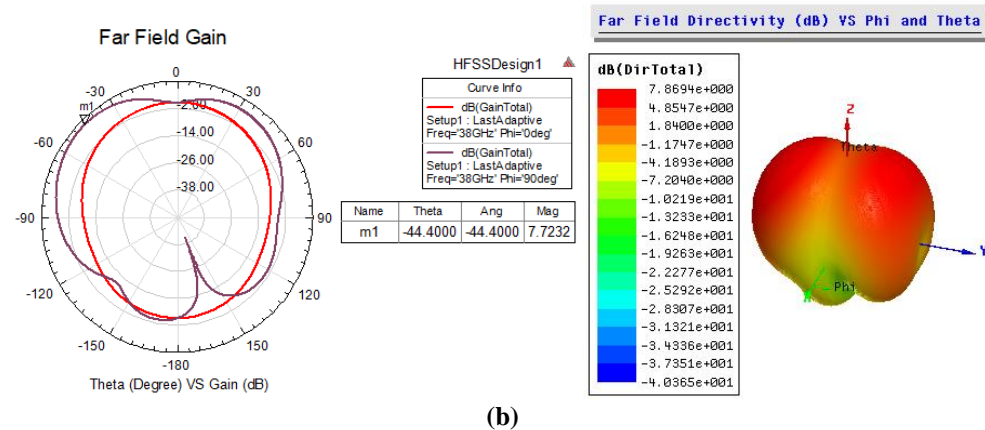 Far Field Gain
0
-30
30
m1
-2.00
-14.00
-26.00
-38.00
-60
60
-90
90
-120
120
-150
150
-180
Theta (Degree) VS Gain (dB)
HFSSDesign1
Curve Info
dB(GainTotal)
Setup1 : LastAdaptive
Freq='38GHz' Phi='0deg'
dB(GainTotal)
Setup1 : LastAdaptive
Freq='38GHz' Phi='90deg'
Name Theta Ang Mag
m1 -44.4000 -44.4000 7.7232
Far Field Directivity (dB) VS Phi and Theta
dB(DirTotal)
7.8694e+000
4.8547e+000
1.8400e+000
-1.1747e+000
-4.1893e+000
-7.2040e+000
-1.0219e+001
-1.3233e+001
-1.6248e+001
-1.9263e+001
-2.2277e+001
-2.5292e+001
-2.8307e+001
-3.1321e+001
-3.4336e+001
-3.7351e+001
-4.0365e+001
Z
Theta
Y
X
Phi
(b)